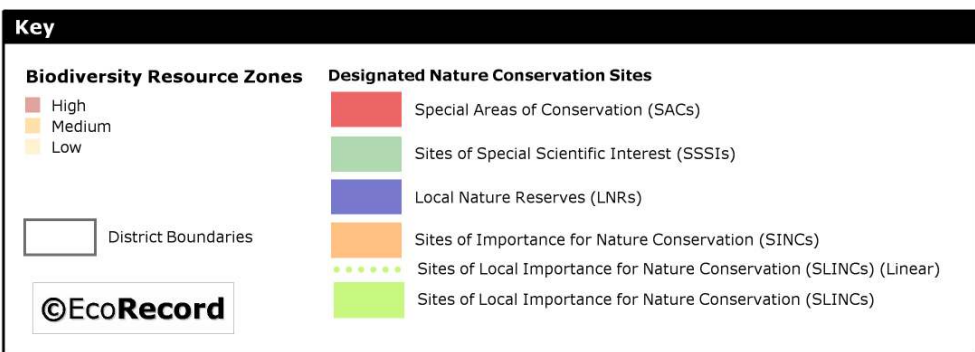 Key
Biodiversity Resource Zones
High
Medium
Low
District Boundaries
©EcoRecord
Designated Nature Conservation Sites
Special Areas of Conservation (SACs)
Sites of Special Scientific Interest (SSSIs)
Local Nature Reserves (LNRs)
Sites of Importance for Nature Conservation (SINCs)
Sites of Local Importance for Nature Conservation (SLINCs) (Linear)
Sites of Local Importance for Nature Conservation (SLINCs)